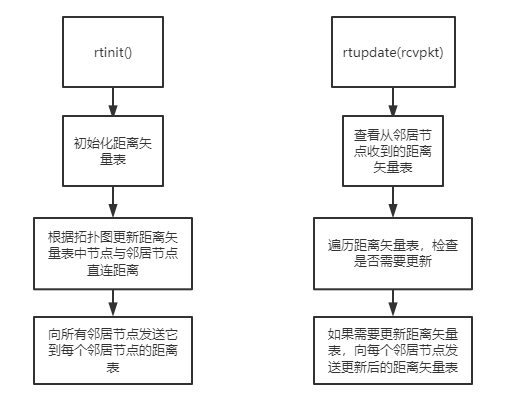 rtinit()
初始化距离矢
量表
根据拓扑图更新距离矢
量表中节点与邻居节点
直连距离
向所有邻居节点发送它
到每个邻居节点的距离
表
rtupdate(rcvpkt)
查看从邻居节
点收到的距离
矢量表
遍历距离矢量表，检查
是否需要更新
如果需要更新距离矢量
表，向每个邻居节点发
送更新后的距离矢量表